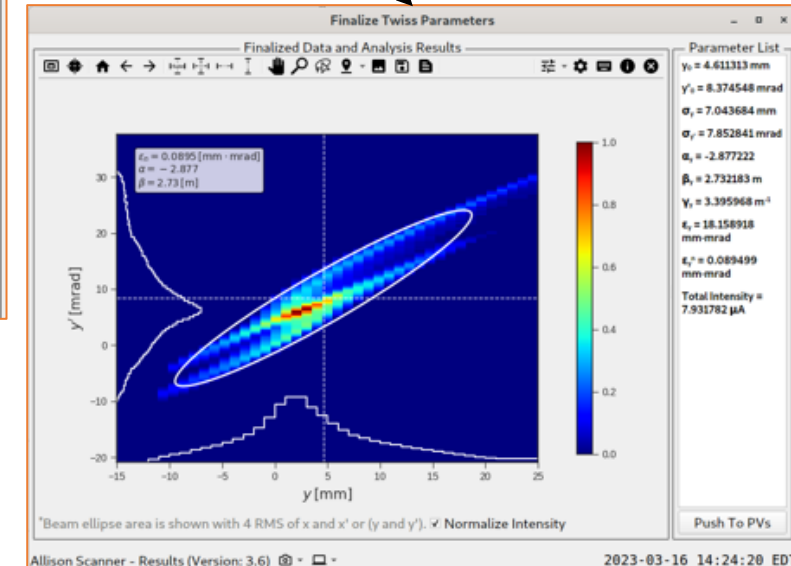 Finalize Twiss Parameters
Finalized Data and Analysis Results
Parameter List
ε₀ = 0.0895 [mm · mrad]
α = − 2.877
β = 2.73 [m]
30
20
10
0
−10
−20
y′ [mrad]
−15 −10 −5 0 5 10 15 20 25
y [mm]
1.0
0.8
0.6
0.4
0.2
0.0
y₀ = 4.611313 mm
y'₀ = 8.374548 mrad
σᵧ = 7.043684 mm
σᵧ' = 7.852841 mrad
αᵧ = -2.877222
βᵧ = 2.732183 m
γᵧ = 3.395968 m⁻¹
εᵧ = 18.158918
mm·mrad
εᵧⁿ = 0.089499
mm·mrad
Total Intensity =
7.931782 μA
*Beam ellipse area is shown with 4 RMS of x and x' or (y and y'). Normalize Intensity
Push To PVs
Allison Scanner - Results (Version: 3.6)
2023-03-16 14:24:20 EDT